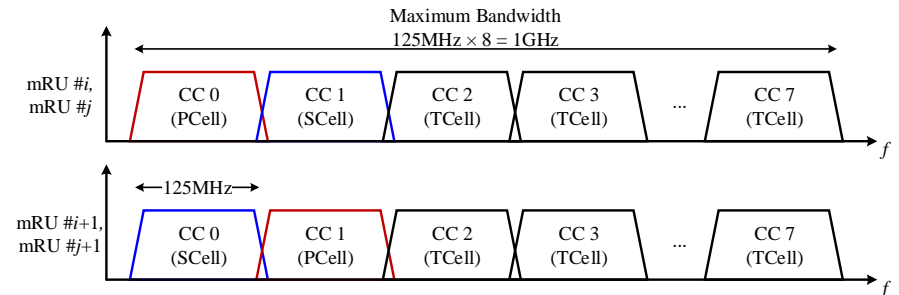 Maximum Bandwidth
125MHz × 8 = 1GHz
mRU #i,
mRU #j
CC 0
(PCell)
CC 1
(SCell)
CC 2
(TCell)
CC 3
(TCell)
...
CC 7
(TCell)
f
125MHz
mRU #i+1,
mRU #j+1
CC 0
(SCell)
CC 1
(PCell)
CC 2
(TCell)
CC 3
(TCell)
...
CC 7
(TCell)
f